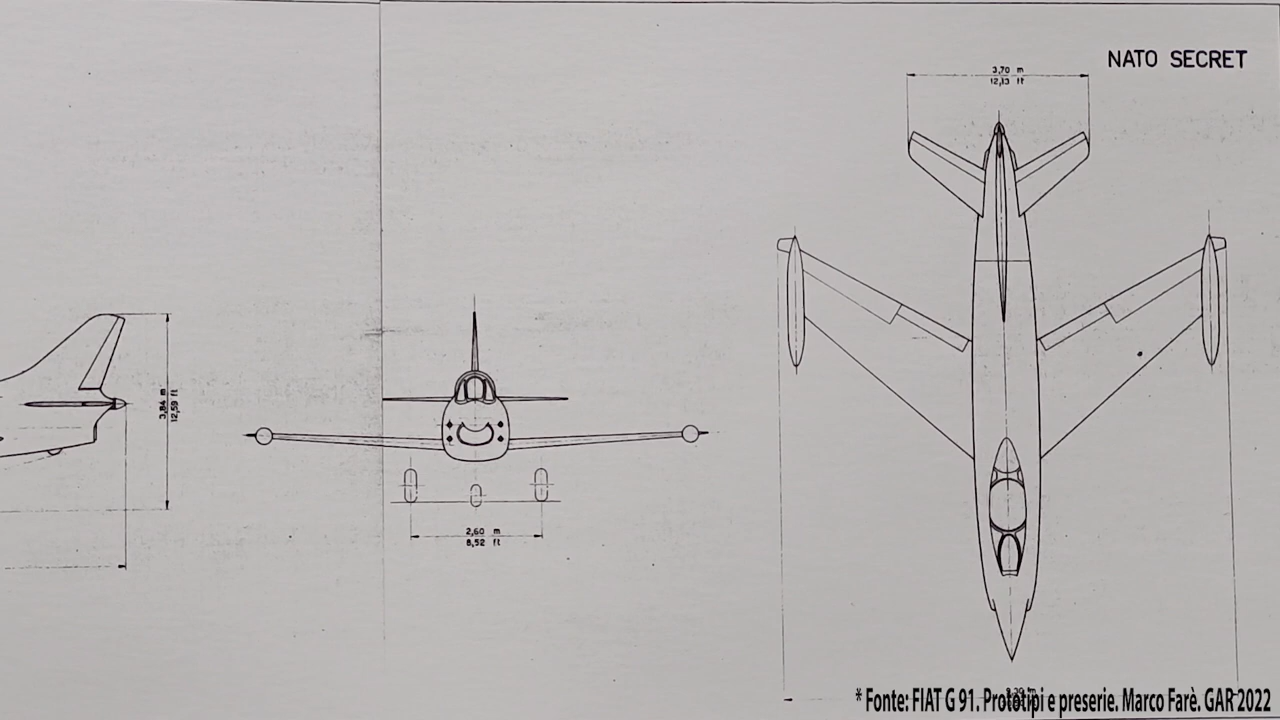 NATO SECRET
3,70 m
12,13 ft
3,84 m
12,59 ft
2,60 m
8,52 ft
* Fonte: FIAT G 91. Prototipi e preserie. Marco Farè. GAR 2022